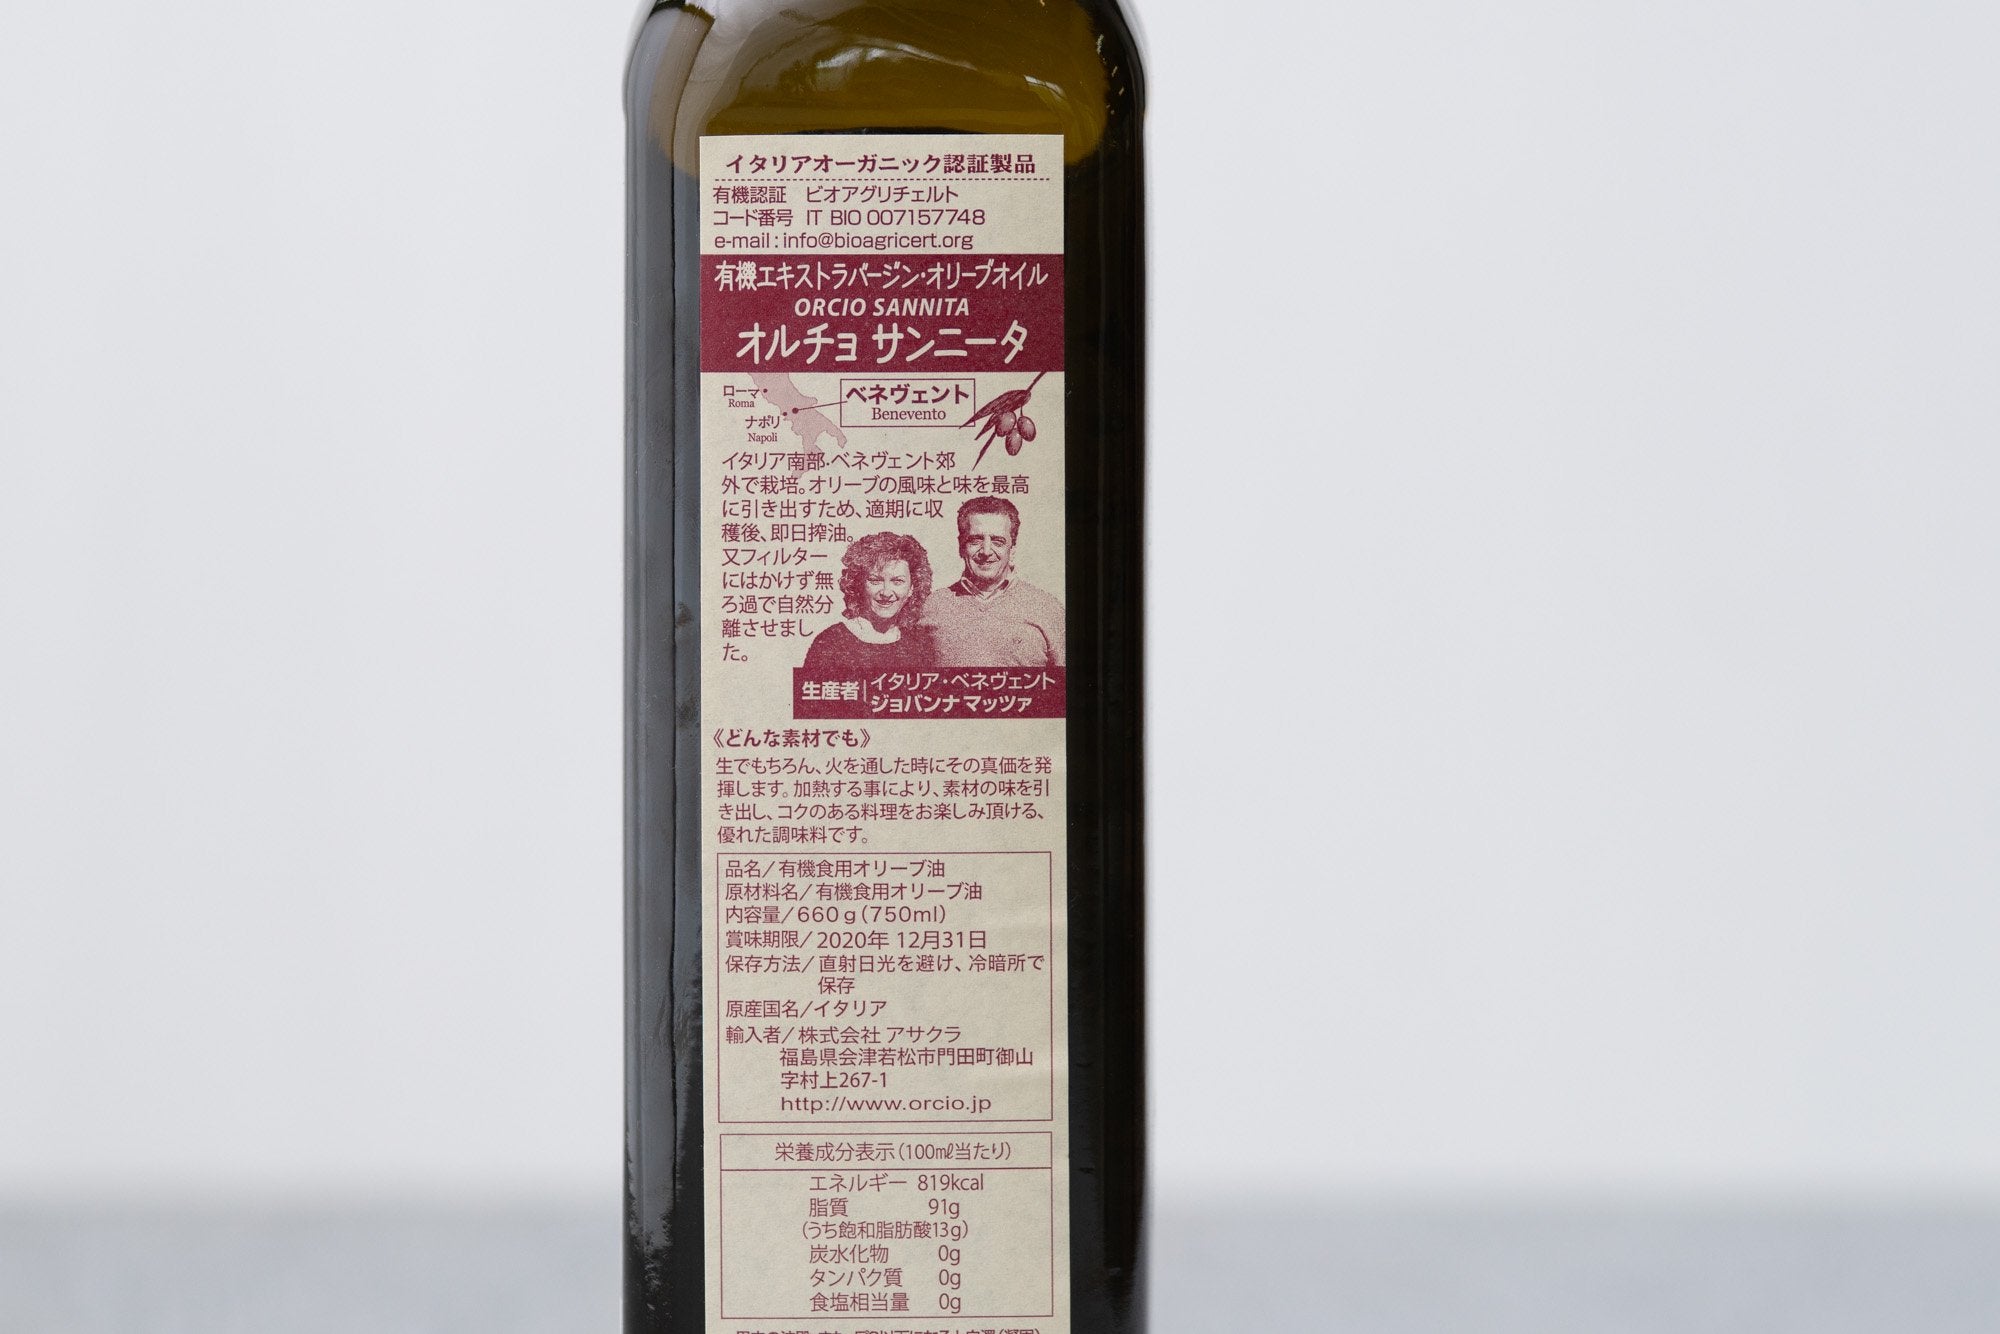 イタリアオーガニック認証製品
有機認証 ビオアグリチェルト
コード番号 IT BIO 007157748
e-mail : info@bioagricert.org
有機エキストラバージン・オリーブオイル
ORCIO SANNITA
オルチョ サンニータ
ローマ
Roma
ナポリ
Napoli
ベネヴェント
Benevento
イタリア南部・ベネヴェント郊
外で栽培。オリーブの風味と味を最高
に引き出すため、適期に収
穫後、即日搾油。
又フィルター
にはかけず無
ろ過で自然分
離させまし
た。
生産者
イタリア・ベネヴェント
ジョバンナ マッツァ
《どんな素材でも》
生でもちろん、火を通した時にその真価を発
揮します。加熱する事により、素材の味を引
き出し、コクのある料理をお楽しみ頂ける、
優れた調味料です。
品名/有機食用オリーブ油
原材料名/有機食用オリーブ油
内容量/660g(750ml)
賞味期限/2020年 12月31日
保存方法/直射日光を避け、冷暗所で
保存
原産国名/イタリア
輸入者/株式会社 アサクラ
福島県会津若松市門田町御山
字村上267-1
http://www.orcio.jp
栄養成分表示(100mℓ当たり)
エネルギー 819kcal
脂質 91g
(うち飽和脂肪酸13g)
炭水化物 0g
タンパク質 0g
食塩相当量 0g